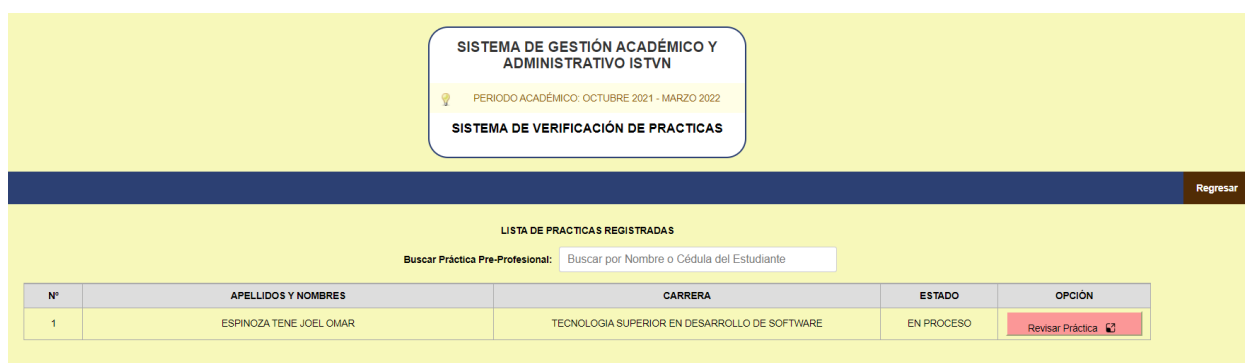 SISTEMA DE GESTIÓN ACADÉMICO Y
ADMINISTRATIVO ISTVN
PERIODO ACADÉMICO: OCTUBRE 2021 - MARZO 2022
SISTEMA DE VERIFICACIÓN DE PRACTICAS
Regresar
LISTA DE PRACTICAS REGISTRADAS
Buscar Práctica Pre-Profesional: Buscar por Nombre o Cédula del Estudiante
Nº APELLIDOS Y NOMBRES CARRERA ESTADO OPCIÓN
1 ESPINOZA TENE JOEL OMAR TECNOLOGIA SUPERIOR EN DESARROLLO DE SOFTWARE EN PROCESO Revisar Práctica